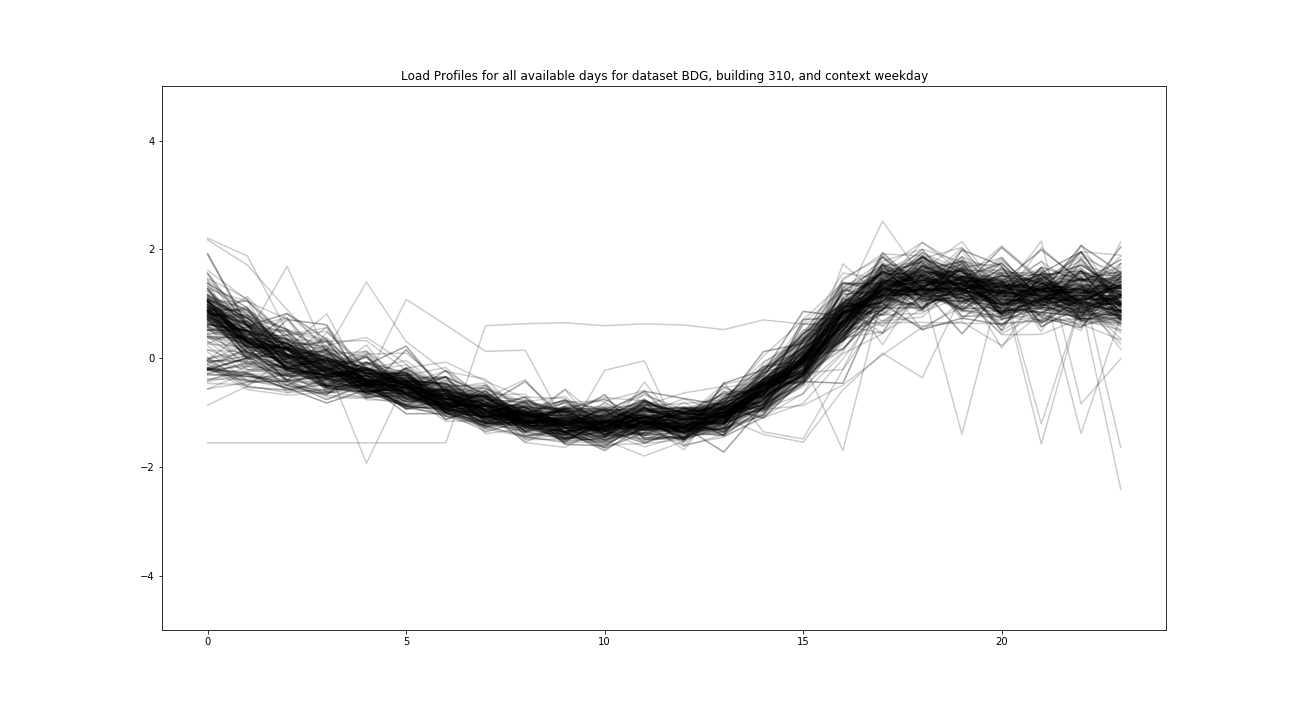 Load Profiles for all available days for dataset BDG, building 310, and context weekday
4
2
0
−2
−4
0 5 10 15 20